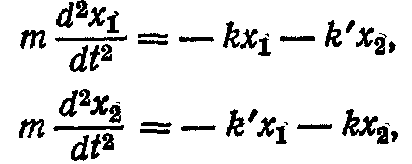 m d²x₁/dt² = — kx₁ — k′x₂,
m d²x₂/dt² = — k′x₁ — kx₂,